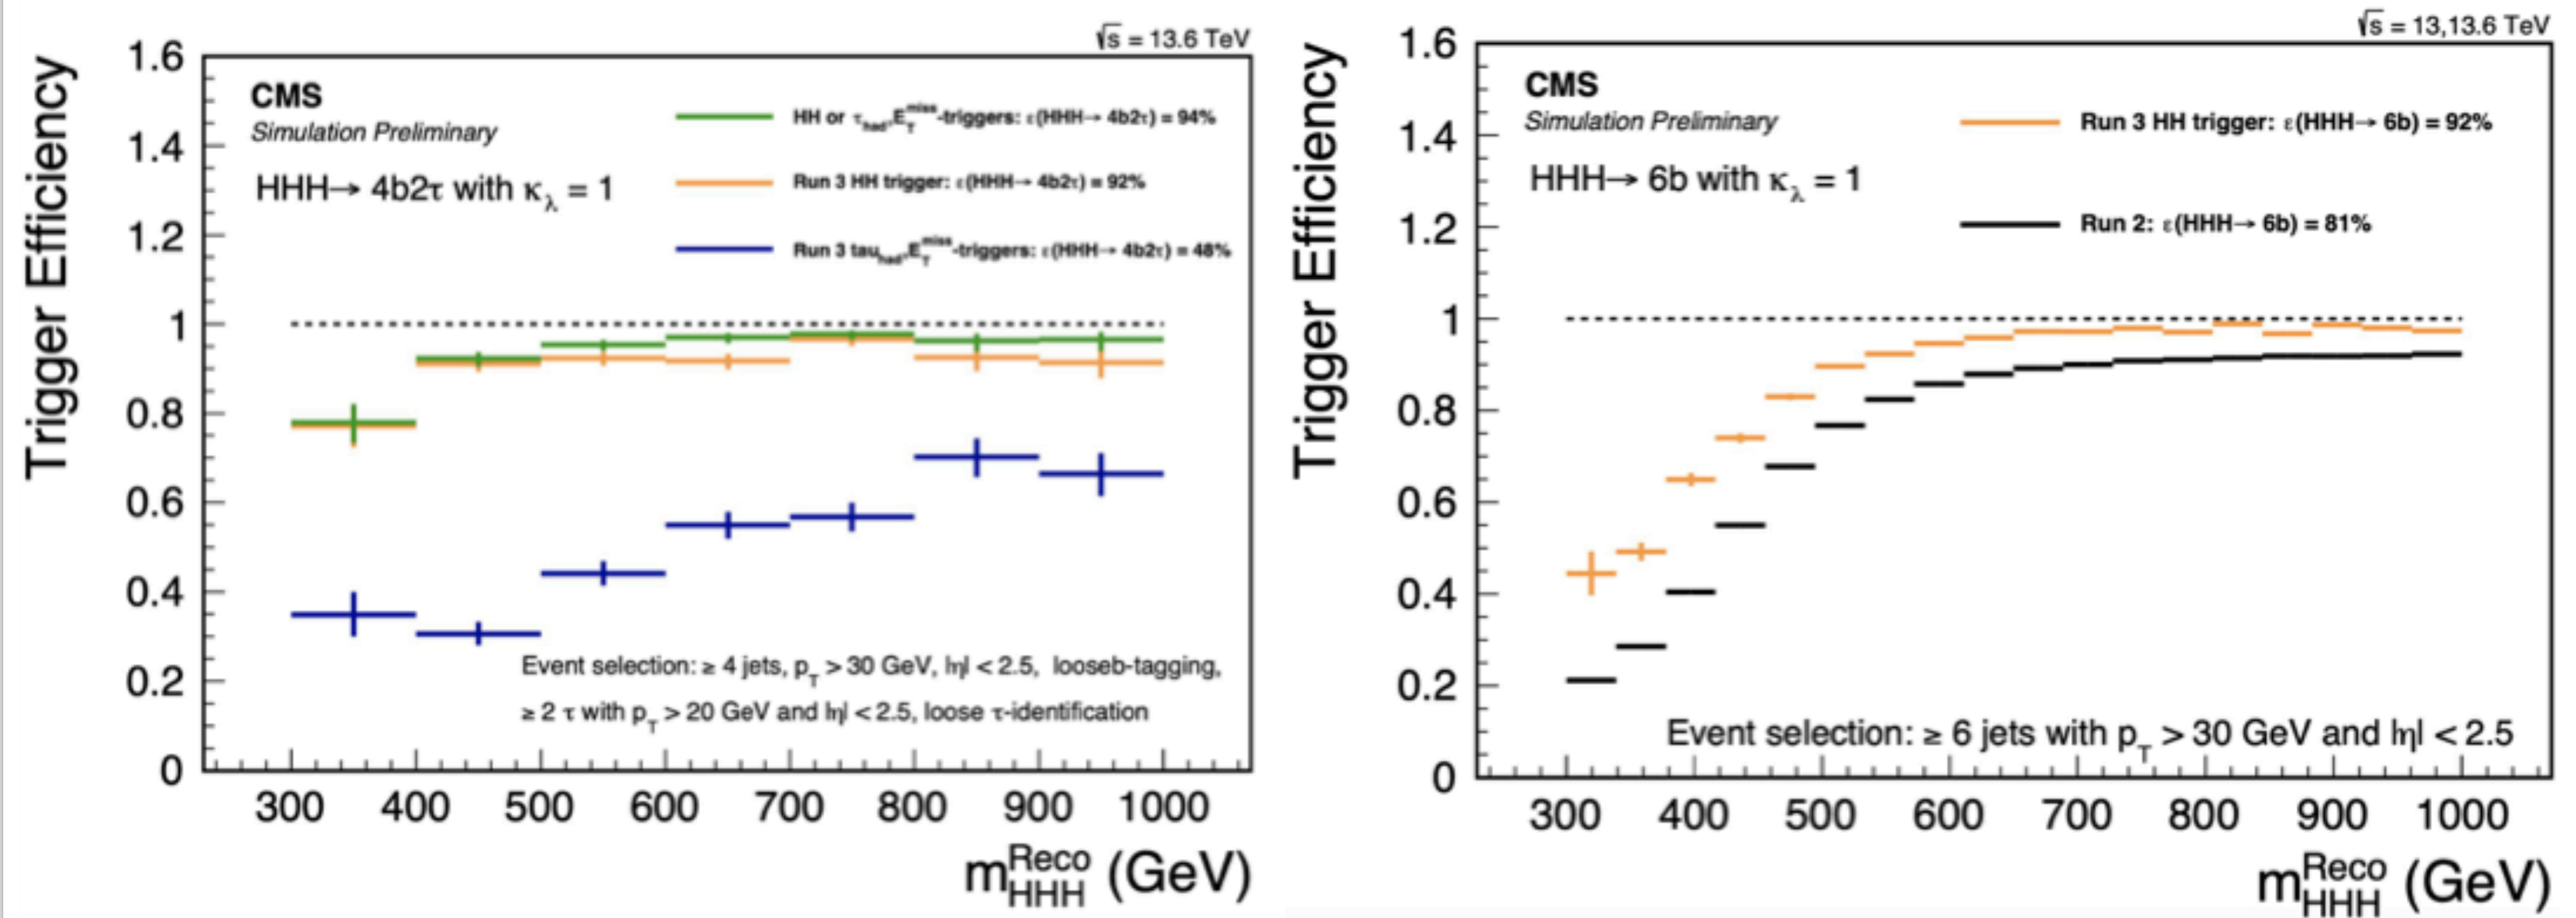 √s = 13.6 TeV
1.6
1.4
1.2
1
0.8
0.6
0.4
0.2
0
Trigger Efficiency
CMS
Simulation Preliminary
HHH→ 4b2τ with κλ = 1
HH or τhad,ETmiss-triggers: ε(HHH→ 4b2τ) = 94%
Run 3 HH trigger: ε(HHH→ 4b2τ) = 92%
Run 3 tauhad,ETmiss-triggers: ε(HHH→ 4b2τ) = 48%
Event selection: ≥ 4 jets, pT > 30 GeV, |η| < 2.5, looseb-tagging,
≥ 2 τ with pT > 20 GeV and |η| < 2.5, loose τ-identification
300 400 500 600 700 800 900 1000
mHHHReco (GeV)
√s = 13,13.6 TeV
1.6
1.4
1.2
1
0.8
0.6
0.4
0.2
0
Trigger Efficiency
CMS
Simulation Preliminary
HHH→ 6b with κλ = 1
Run 3 HH trigger: ε(HHH→ 6b) = 92%
Run 2: ε(HHH→ 6b) = 81%
Event selection: ≥ 6 jets with pT > 30 GeV and |η| < 2.5
300 400 500 600 700 800 900 1000
mHHHReco (GeV)